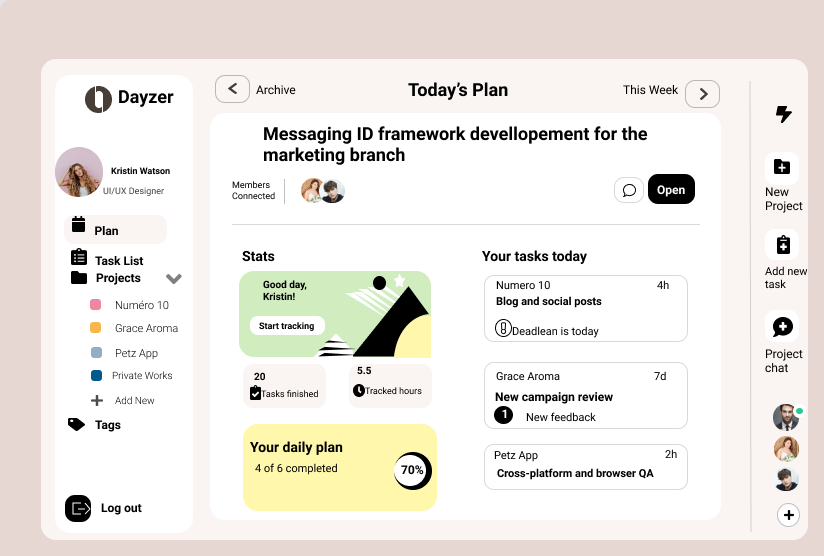 Dayzer
Kristin Watson
UI/UX Designer
Plan
Task List
Projects
Numéro 10
Grace Aroma
Petz App
Private Works
Add New
Tags
Log out
Archive
Today's Plan
This Week
Messaging ID framework devellopement for the
marketing branch
Members
Connected
Open
Stats
Good day,
Kristin!
Start tracking
20
Tasks finished
5.5
Tracked hours
Your daily plan
4 of 6 completed
70%
Your tasks today
Numero 10 4h
Blog and social posts
Deadlean is today
Grace Aroma 7d
New campaign review
1 New feedback
Petz App 2h
Cross-platform and browser QA
New
Project
Add new
task
Project
chat